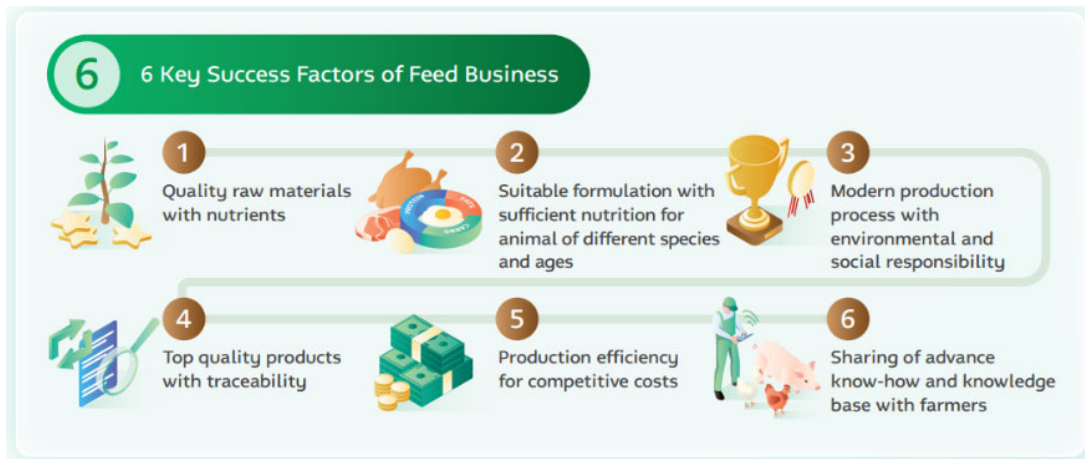 6
6 Key Success Factors of Feed Business
1
Quality raw materials
with nutrients
PROTEIN
FATS
CARBS
2
Suitable formulation with
sufficient nutrition for
animal of different species
and ages
3
Modern production
process with
environmental and
social responsibility
4
Top quality products
with traceability
5
Production efficiency
for competitive costs
6
Sharing of advance
know-how and knowledge
base with farmers